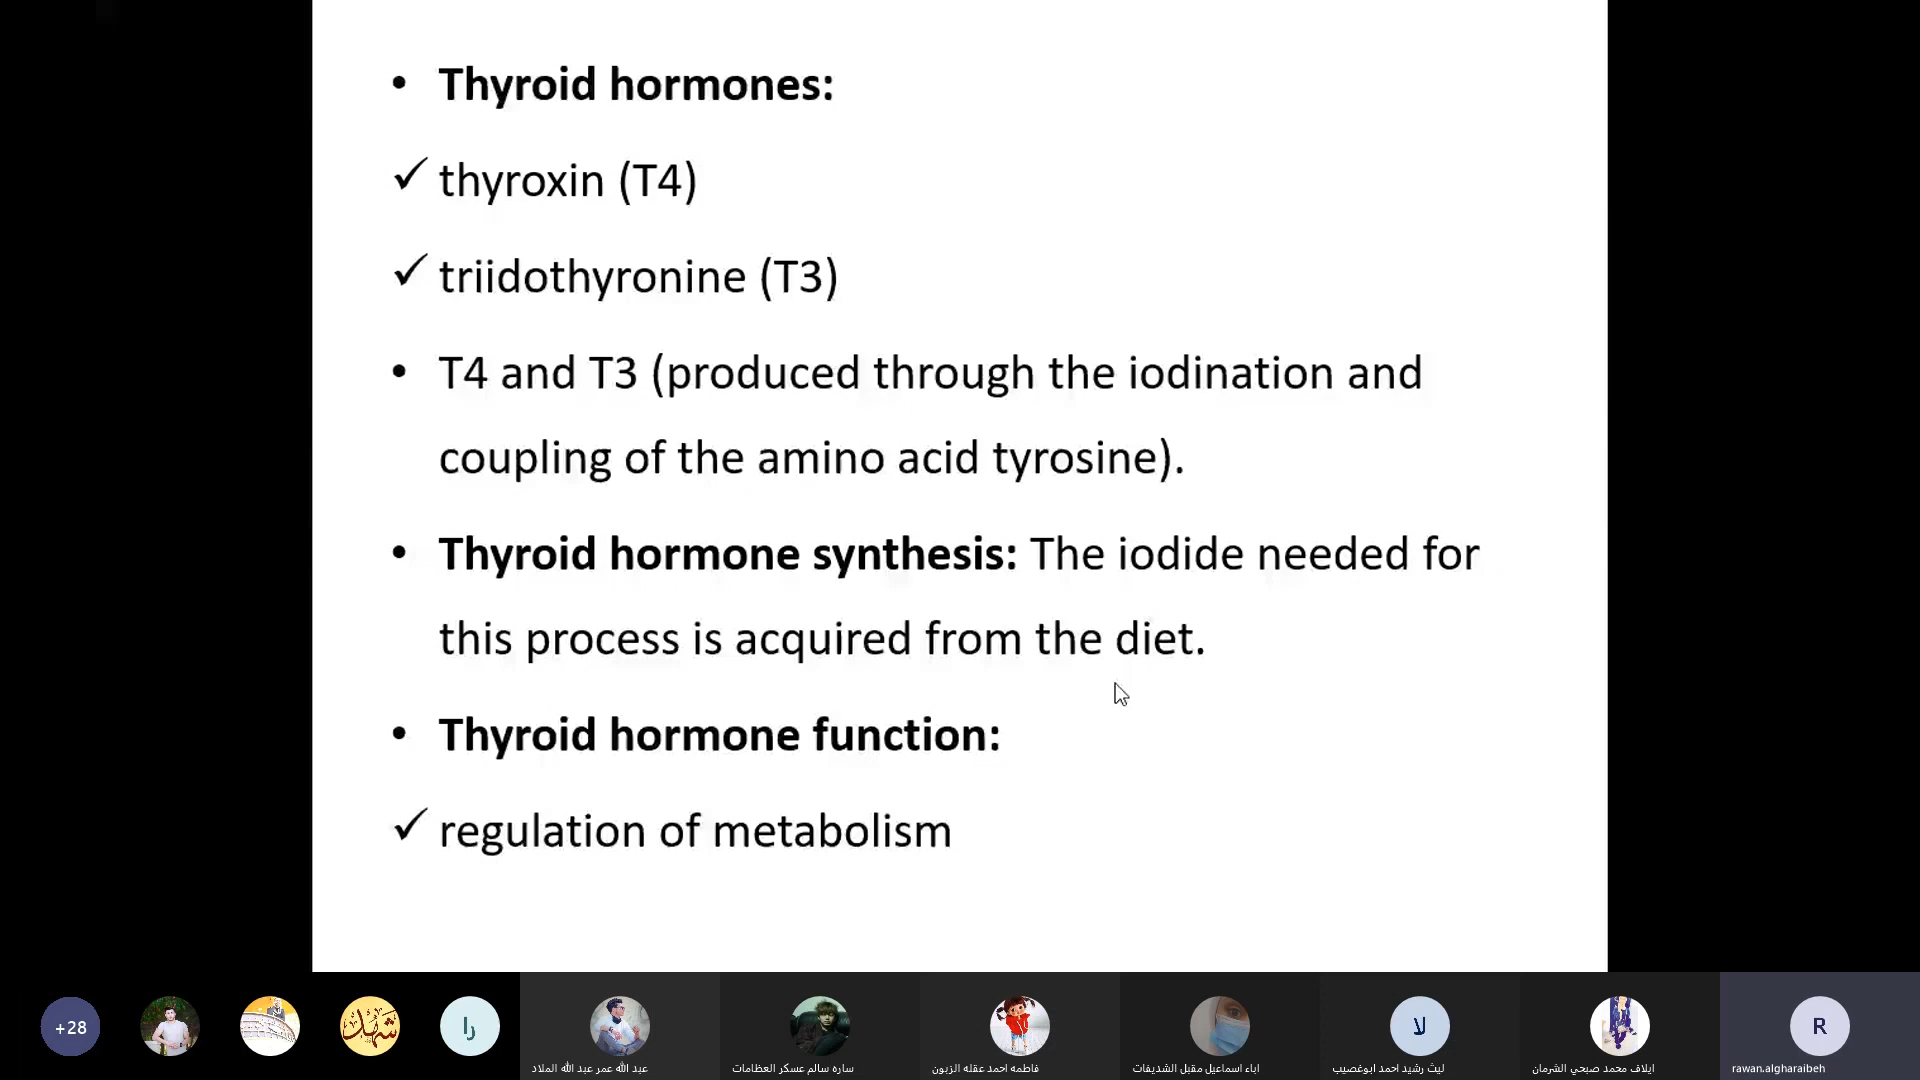 • Thyroid hormones:
✓ thyroxin (T4)
✓ triidothyronine (T3)
• T4 and T3 (produced through the iodination and
coupling of the amino acid tyrosine).
• Thyroid hormone synthesis: The iodide needed for
this process is acquired from the diet.
• Thyroid hormone function:
✓ regulation of metabolism
+28
شهد
را
لا
R
عبد الله عمر عبد الله الملاد
ساره سالم عسكر العظامات
فاطمه احمد عقله الزبون
اباء اسماعيل مقبل الشديفات
ليث رشيد احمد ابوغصيب
ايلاف محمد صبحي الشرمان
rawan.algharaibeh